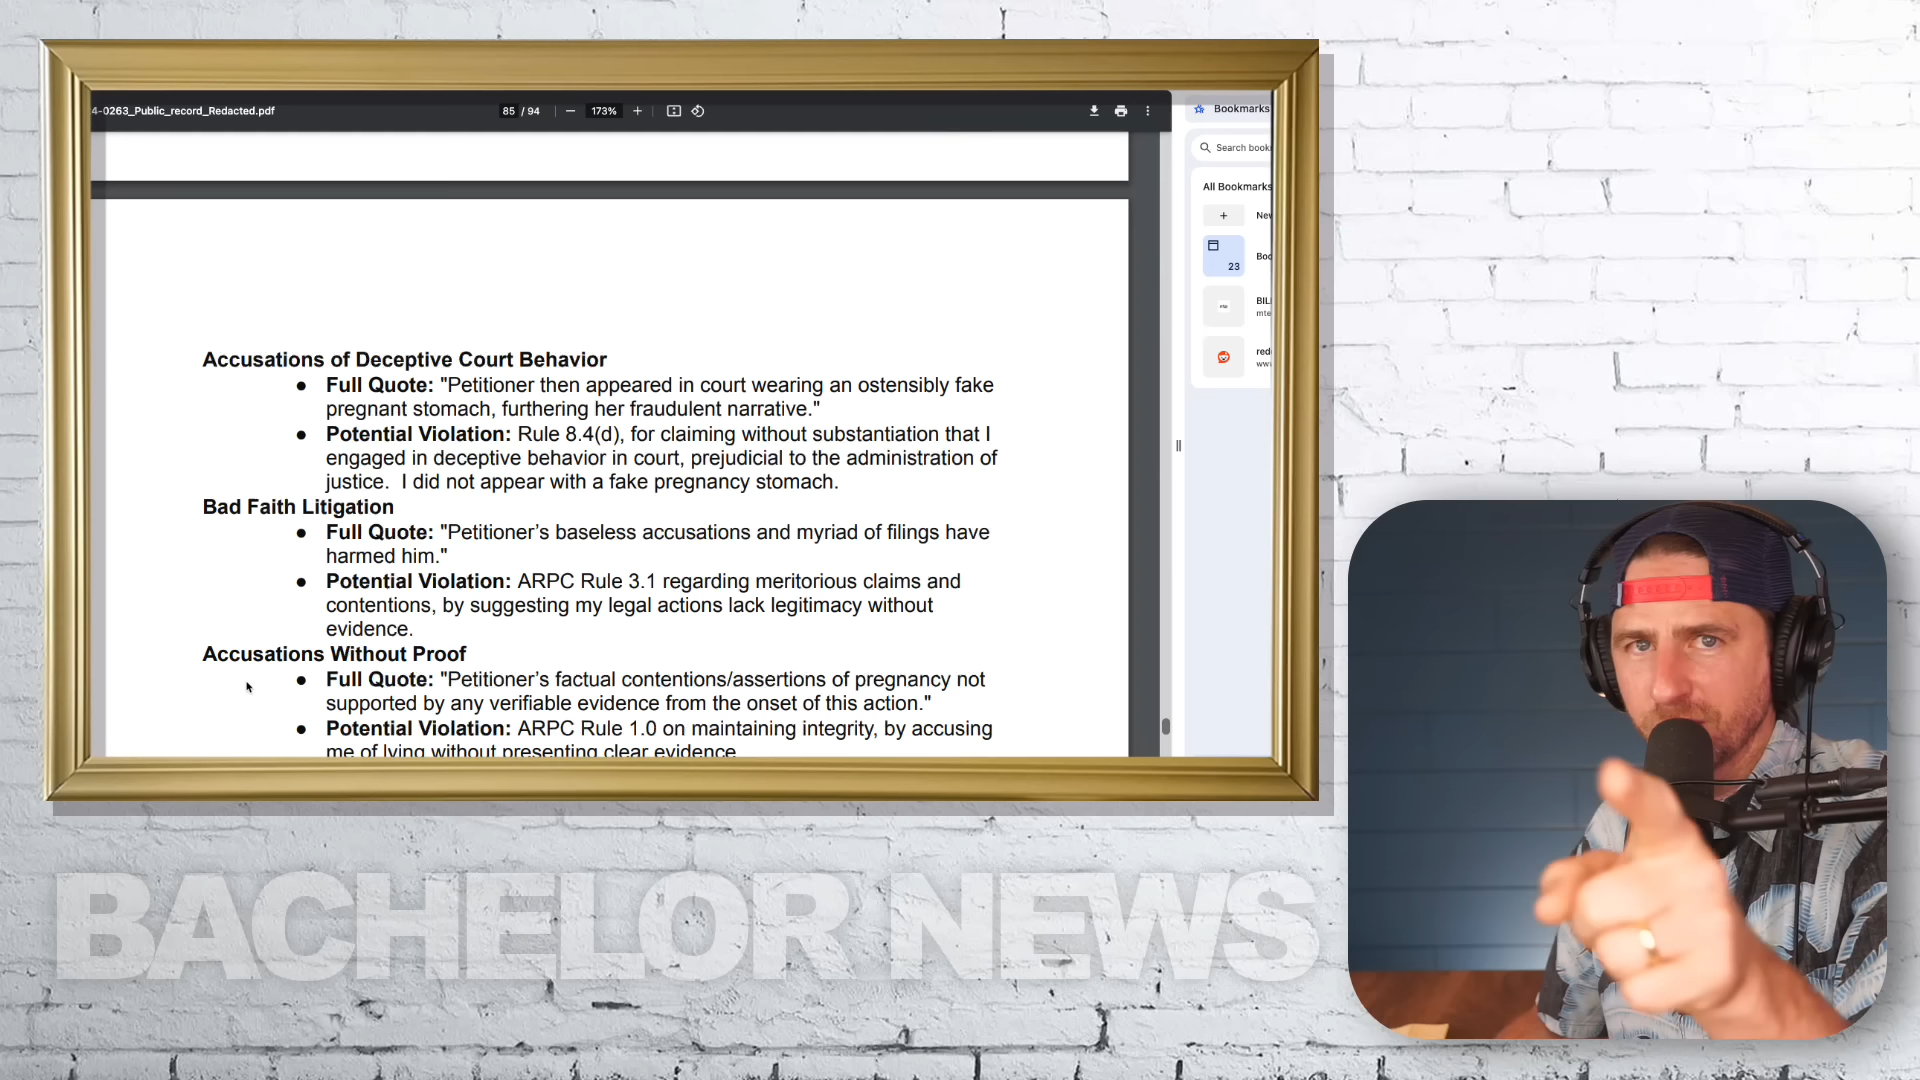 4-0263_Public_record_Redacted.pdf
85 / 94
173%
Bookmarks
Search book
All Bookmarks
23
Accusations of Deceptive Court Behavior
● Full Quote: "Petitioner then appeared in court wearing an ostensibly fake
pregnant stomach, furthering her fraudulent narrative."
● Potential Violation: Rule 8.4(d), for claiming without substantiation that I
engaged in deceptive behavior in court, prejudicial to the administration of
justice.  I did not appear with a fake pregnancy stomach.
Bad Faith Litigation
● Full Quote: "Petitioner’s baseless accusations and myriad of filings have
harmed him."
● Potential Violation: ARPC Rule 3.1 regarding meritorious claims and
contentions, by suggesting my legal actions lack legitimacy without
evidence.
Accusations Without Proof
● Full Quote: "Petitioner’s factual contentions/assertions of pregnancy not
supported by any verifiable evidence from the onset of this action."
● Potential Violation: ARPC Rule 1.0 on maintaining integrity, by accusing
me of lying without presenting clear evidence.
BACHELOR NEWS